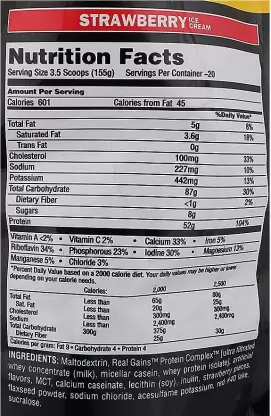 STRAWBERRY ICE CREAM
Nutrition Facts
Serving Size 3.5 Scoops (155g) Servings Per Container ~20
Amount Per Serving
Calories 601 Calories from Fat 45
%Daily Value*
Total Fat 5g 8%
Saturated Fat 3.6g 18%
Trans Fat 0g
Cholesterol 100mg 33%
Sodium 227mg 10%
Potassium 442mg 13%
Total Carbohydrate 87g 30%
Dietary Fiber <1g 2%
Sugars 8g
Protein 52g 104%
Vitamin A <2% • Vitamin C 2% • Calcium 33% • Iron 5%
Riboflavin 34% • Phosphorous 23% • Iodine 30% • Magnesium 13%
Manganese 5% • Chloride 3%
*Percent Daily Value based on a 2000 calorie diet. Your daily values may be higher or lower
depending on your calorie needs.
Calories: 2,000 2,500
Total Fat Less than 65g 80g
Sat Fat Less than 20g 25g
Cholesterol Less than 300mg 300mg
Sodium Less than 2,400mg 2,400mg
Total Carbohydrate 300g 375g
Dietary Fiber 25g 30g
Calories per gram: Fat 9 • Carbohydrate 4 • Protein 4
INGREDIENTS: Maltodextrin, Real Gains™ Protein Complex™ (ultra filtrated
whey concentrate (milk), micellar casein, whey protein isolate), artificial
flavors, MCT, calcium caseinate, lecithin (soy), inulin, strawberry pieces,
flaxseed powder, sodium chloride, acesulfame potassium, red #40 lake,
sucralose.